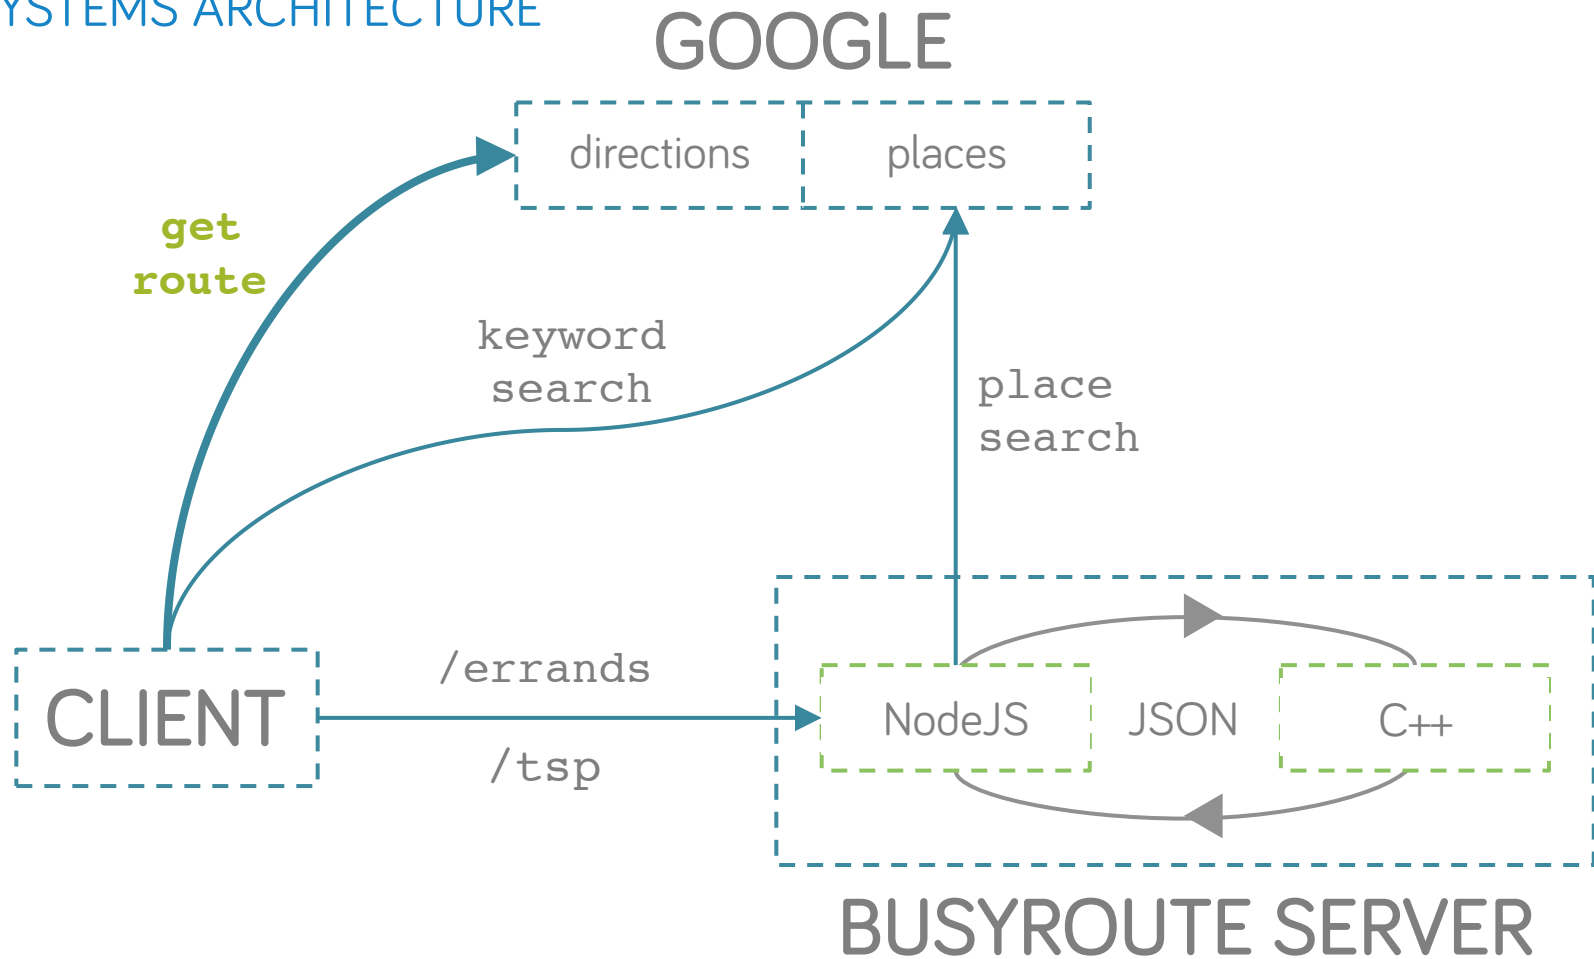 YSTEMS ARCHITECTURE
GOOGLE
directions
places
get
route
keyword
search
place
search
/errands
CLIENT
/tsp
NodeJS
JSON
C++
BUSYROUTE SERVER